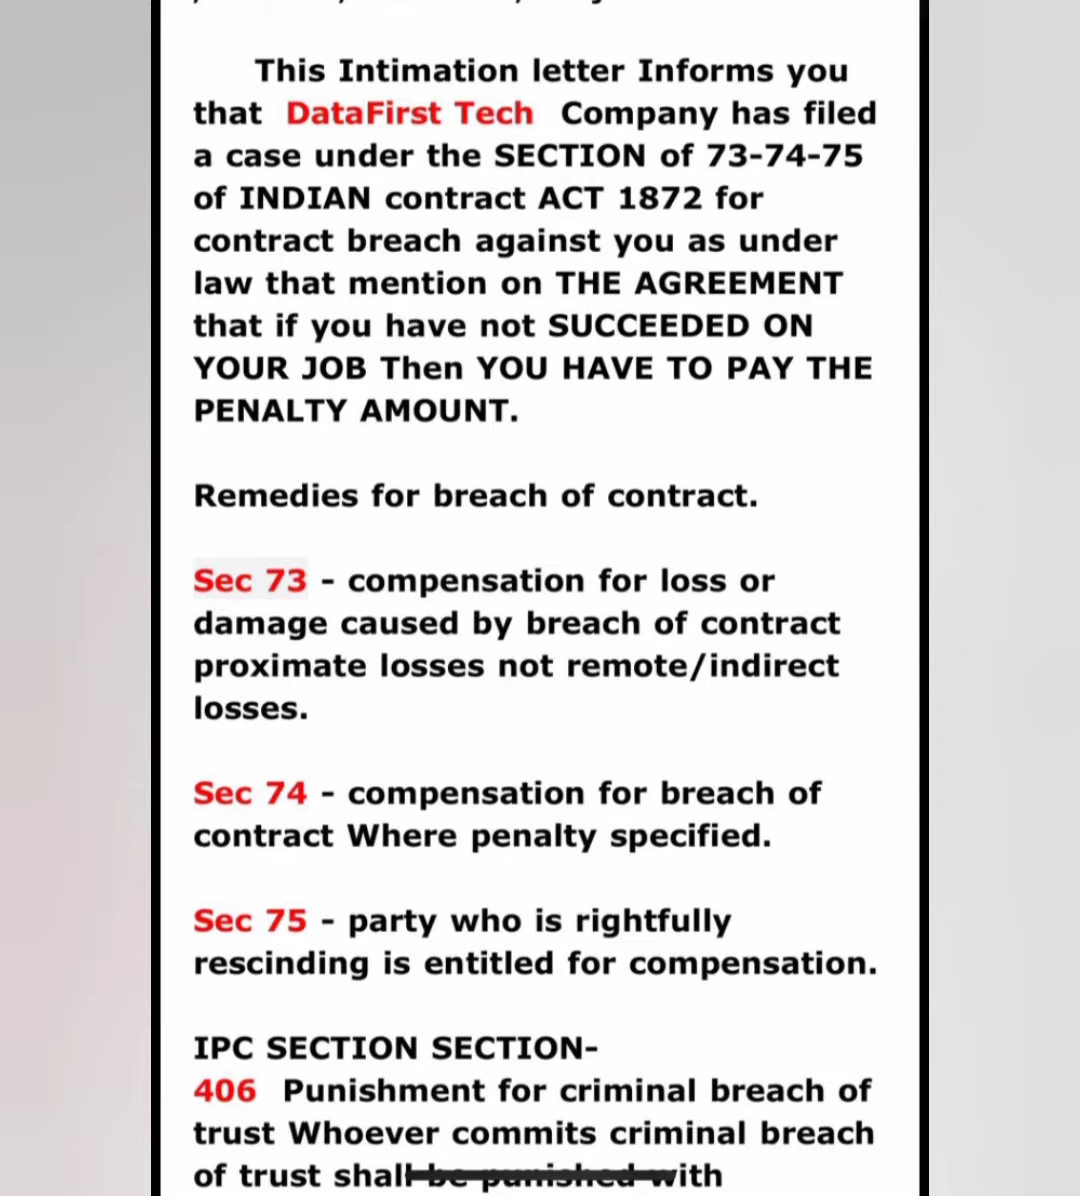 This Intimation letter Informs you
that DataFirst Tech Company has filed
a case under the SECTION of 73-74-75
of INDIAN contract ACT 1872 for
contract breach against you as under
law that mention on THE AGREEMENT
that if you have not SUCCEEDED ON
YOUR JOB Then YOU HAVE TO PAY THE
PENALTY AMOUNT.
Remedies for breach of contract.
Sec 73 - compensation for loss or
damage caused by breach of contract
proximate losses not remote/indirect
losses.
Sec 74 - compensation for breach of
contract Where penalty specified.
Sec 75 - party who is rightfully
rescinding is entitled for compensation.
IPC SECTION SECTION-
406 Punishment for criminal breach of
trust Whoever commits criminal breach
of trust shall be punished with